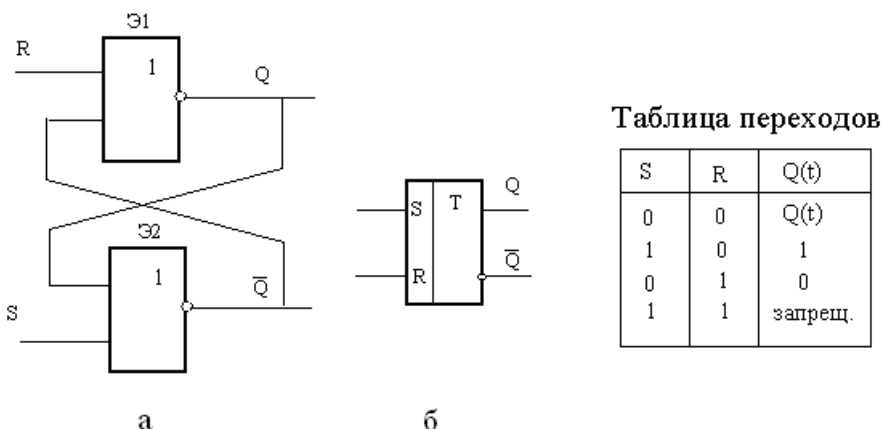 Э1
R
1
Q
Э2
1
Q̅
S
а
S T Q
R Q̅
б
Таблица переходов
S R Q(t)
0 0 Q(t)
1 0 1
0 1 0
1 1 запрещ.